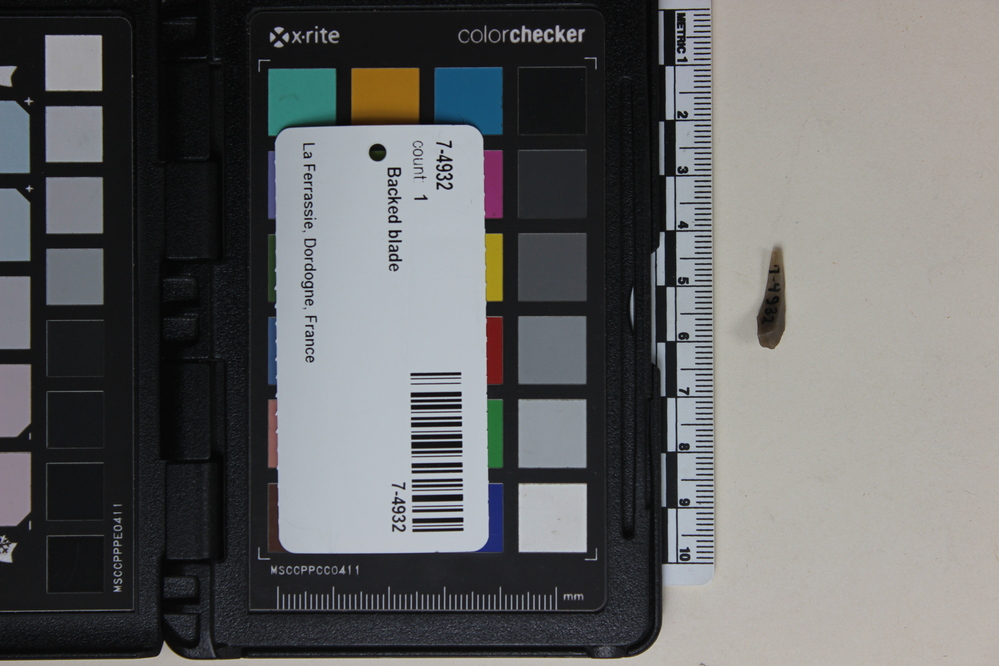 x·rite
colorchecker
7-4932
count 1
Backed blade
La Ferrassie, Dordogne, France
7-4932
MSCCPPCC0411
mm
MSCCPPPE0411
METRIC 1
2
3
4
5
6
7
8
9
10
7-4932